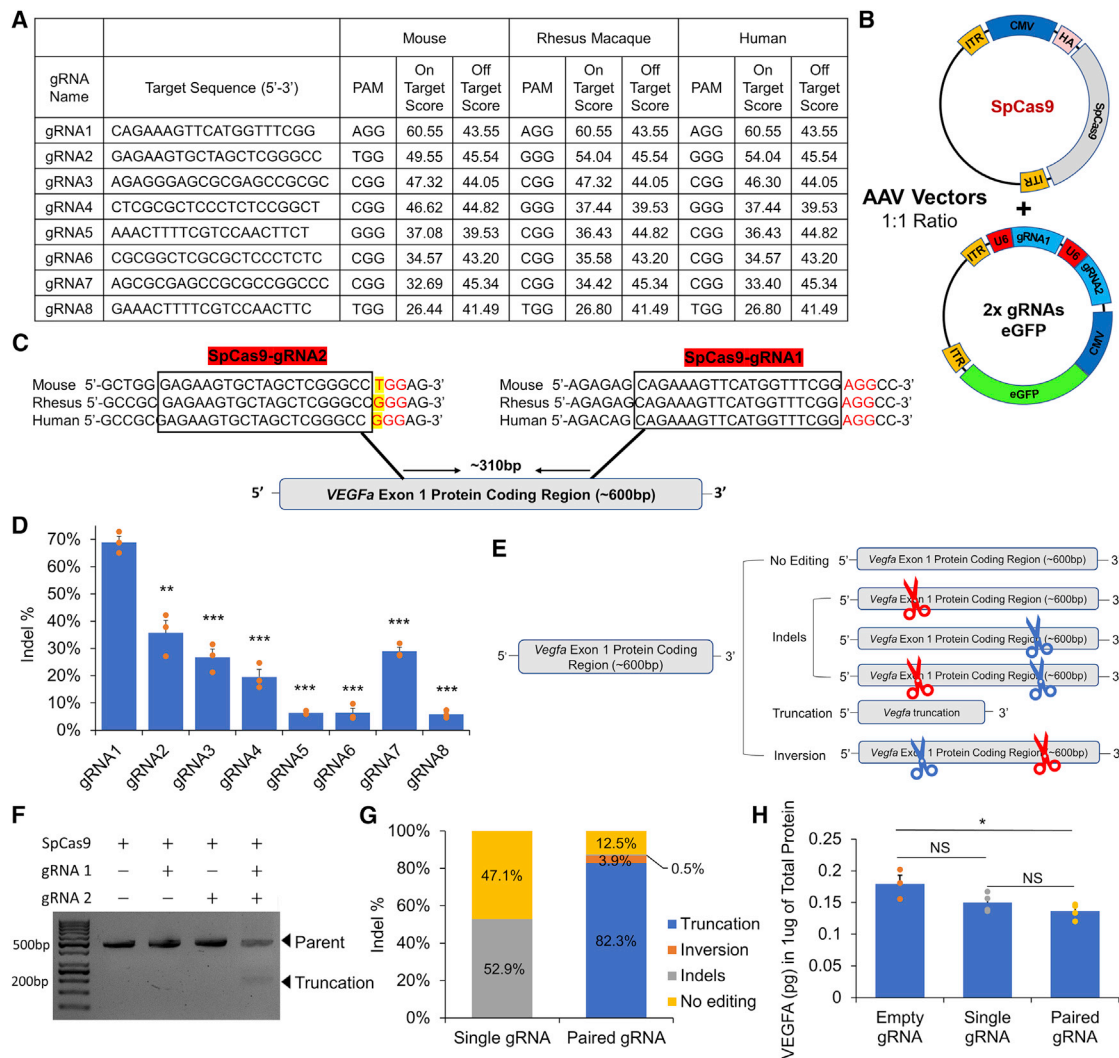 A
Mouse Rhesus Macaque Human
gRNA Name Target Sequence (5'-3') PAM On Target Score Off Target Score PAM On Target Score Off Target Score PAM On Target Score Off Target Score
gRNA1 CAGAAAGTTCATGGTTTCGG AGG 60.55 43.55 AGG 60.55 43.55 AGG 60.55 43.55
gRNA2 GAGAAGTGCTAGCTCGGGCC TGG 49.55 45.54 GGG 54.04 45.54 GGG 54.04 45.54
gRNA3 AGAGGGAGCGCGAGCCGCGC CGG 47.32 44.05 CGG 47.32 44.05 CGG 46.30 44.05
gRNA4 CTCGCGCTCCCTCTCCGGCT CGG 46.62 44.82 CGG 37.44 39.53 CGG 37.44 39.53
gRNA5 AAACTTTTCGTCCAACTTCT GGG 37.08 39.53 CGG 36.43 44.82 CGG 36.43 44.82
gRNA6 CGCGGCTCGCGCTCCCTCTC CGG 34.57 43.20 CGG 35.58 43.20 CGG 34.57 43.20
gRNA7 AGCGCGAGCCGCGCCGGCCC CGG 32.69 45.34 CGG 34.42 45.34 CGG 33.40 45.34
gRNA8 GAAACTTTTCGTCCAACTTC TGG 26.44 41.49 TGG 26.80 41.49 TGG 26.80 41.49
B
ITR
CMV
HA
SpCas9
SpCas9
ITR
AAV Vectors
1:1 Ratio
+
ITR
U6
gRNA1
U6
gRNA2
2x gRNAs
eGFP
CMV
ITR
eGFP
C
SpCas9-gRNA2
Mouse 5'-GCTGG GAGAAGTGCTAGCTCGGGCC TGGAG-3'
Rhesus 5'-GCCGC GAGAAGTGCTAGCTCGGGCC GGGAG-3'
Human 5'-GCCGCG GAGAAGTGCTAGCTCGGGCC GGGAG-3'
SpCas9-gRNA1
Mouse 5'-AGAGAG CAGAAAGTTCATGGTTTCGG AGGCC-3'
Rhesus 5'-AGAGAG CAGAAAGTTCATGGTTTCGG AGGCC-3'
Human 5'-AGACAG CAGAAAGTTCATGGTTTCGG AGGCC-3'
~310bp
5' VEGFa Exon 1 Protein Coding Region (~600bp) 3'
D
Indel %
70%
60%
50%
40%
30%
20%
10%
0%
**
***
***
***
***
***
***
gRNA1 gRNA2 gRNA3 gRNA4 gRNA5 gRNA6 gRNA7 gRNA8
E
5' Vegfa Exon 1 Protein Coding Region (~600bp) 3'
No Editing 5' Vegfa Exon 1 Protein Coding Region (~600bp) 3'
Indels
5' Vegfa Exon 1 Protein Coding Region (~600bp) 3'
5' Vegfa Exon 1 Protein Coding Region (~600bp) 3'
5' Vegfa Exon 1 Protein Coding Region (~600bp) 3'
Truncation 5' Vegfa truncation 3'
Inversion 5' Vegfa Exon 1 Protein Coding Region (~600bp) 3'
F
SpCas9 + + + +
gRNA 1 – + – +
gRNA 2 – – + +
500bp
200bp
Parent
Truncation
G
Indel %
100%
80%
60%
40%
20%
0%
47.1%
52.9%
12.5%
3.9%
0.5%
82.3%
Single gRNA Paired gRNA
Truncation
Inversion
Indels
No editing
H
VEGFA (pg) in 1ug of Total Protein
0.25
0.2
0.15
0.1
0.05
0
*
NS
NS
Empty gRNA
Single gRNA
Paired gRNA